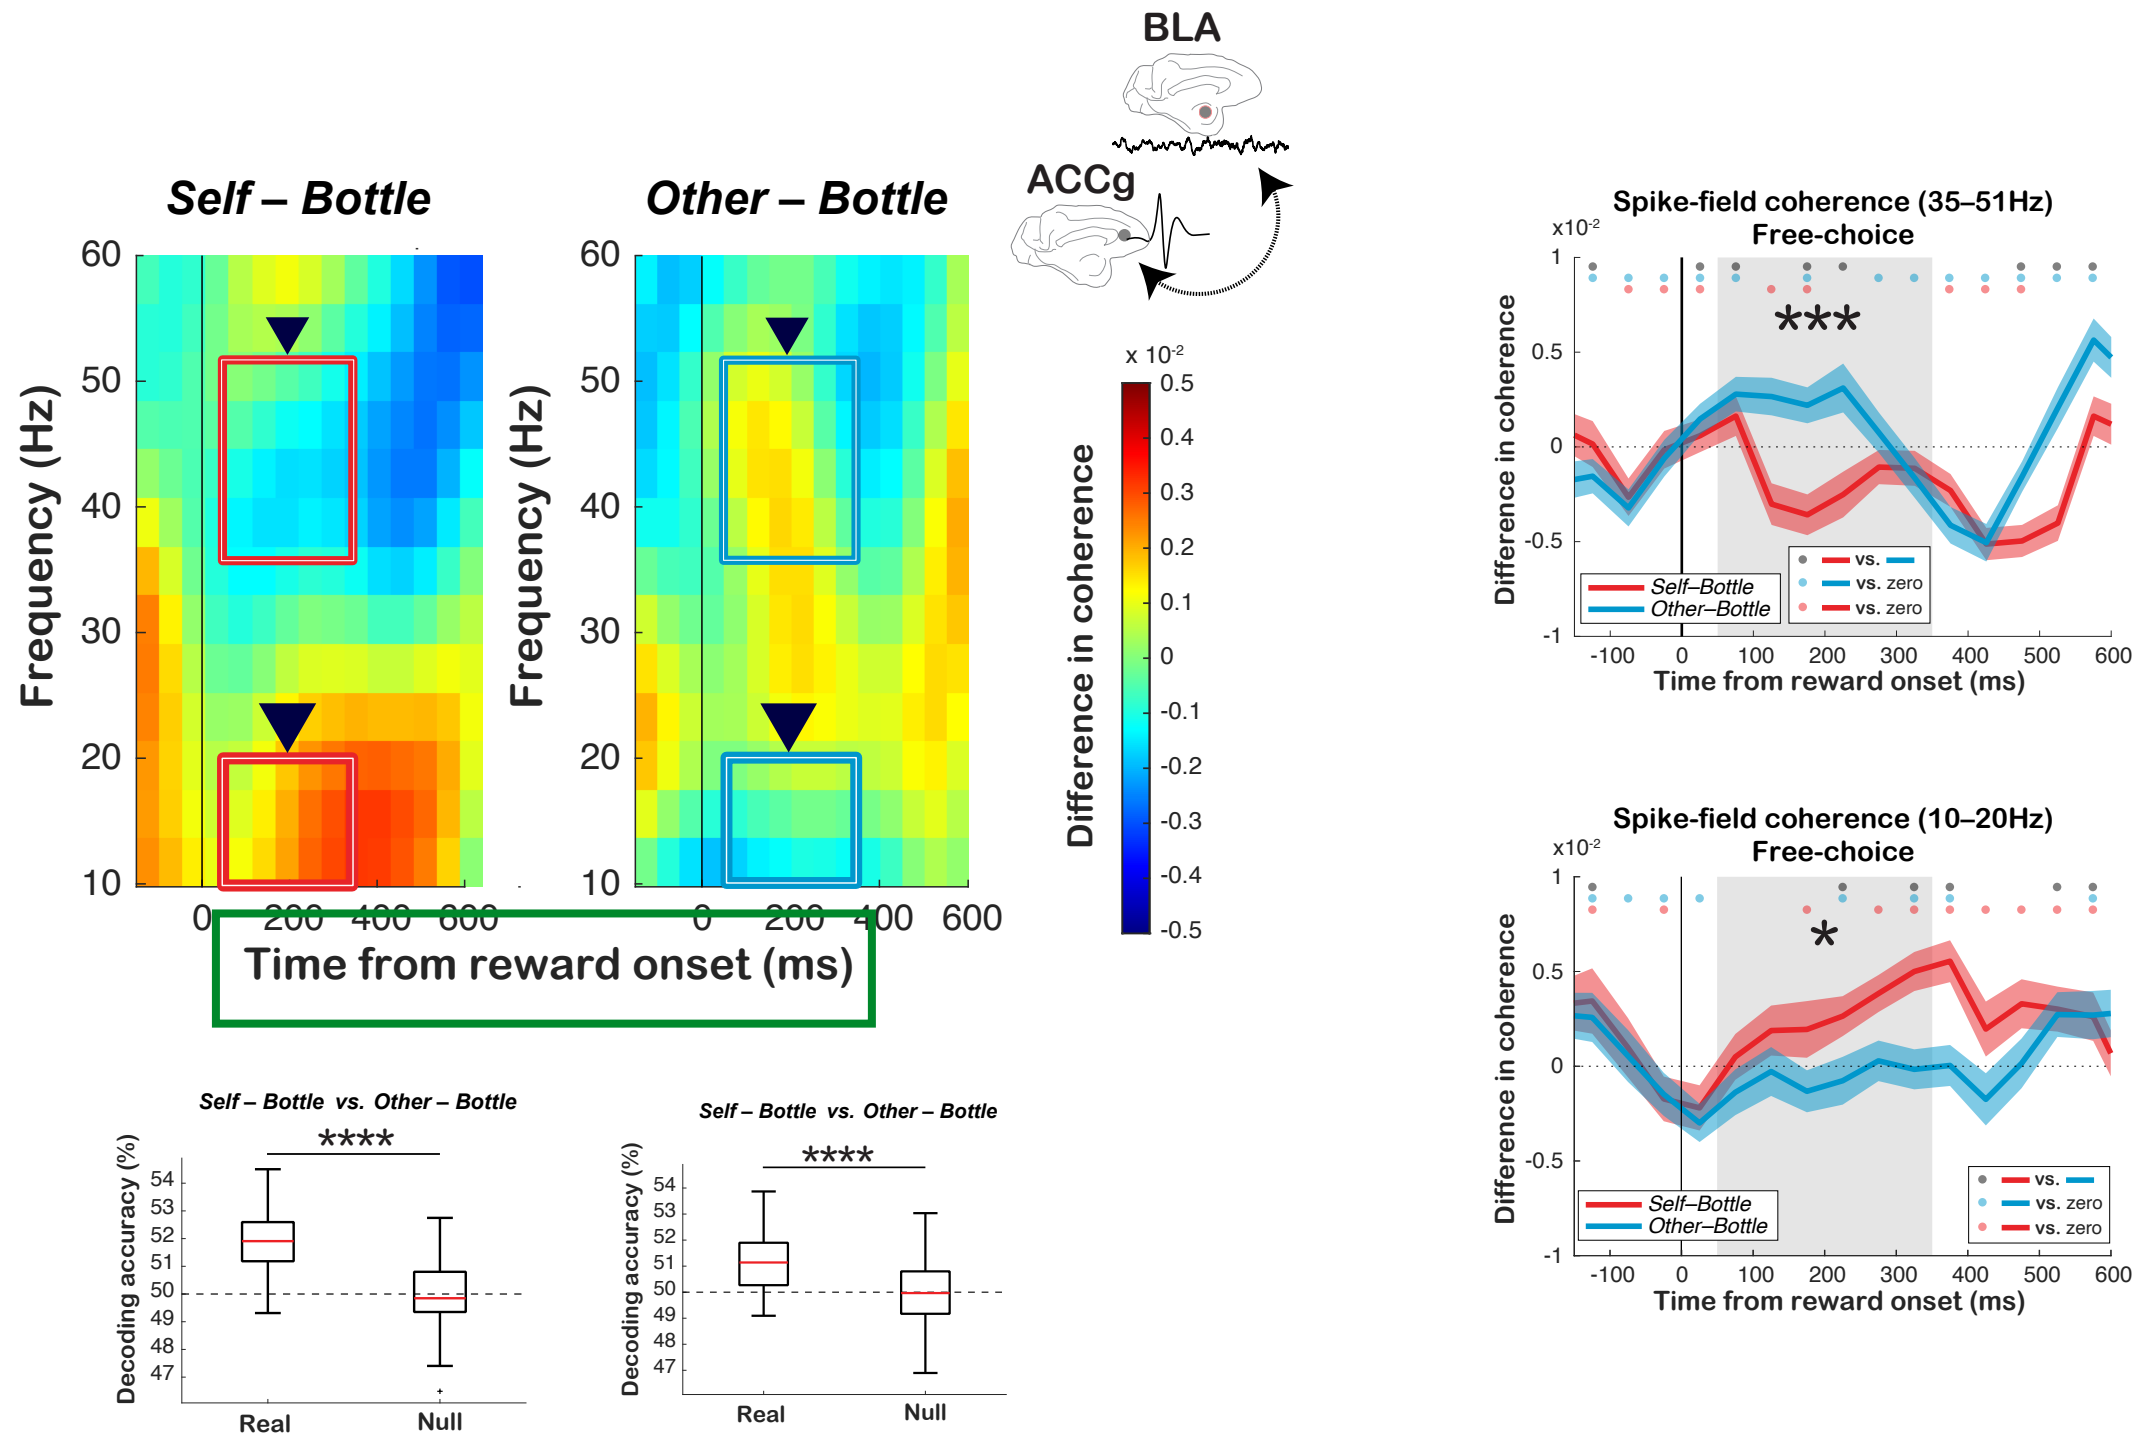 BLA
ACCg
Self – Bottle
Other – Bottle
Frequency (Hz)
60
50
40
30
20
10
0 200 400 600
Frequency (Hz)
60
50
40
30
20
10
0 200 400 600
Time from reward onset (ms)
Difference in coherence
x 10-2
0.5
0.4
0.3
0.2
0.1
0
-0.1
-0.2
-0.3
-0.4
-0.5
Spike-field coherence (35–51Hz)
Free-choice
x10-2
Difference in coherence
1
0.5
0
-0.5
-1
***
Self–Bottle
Other–Bottle
vs.
vs. zero
vs. zero
-100 0 100 200 300 400 500 600
Time from reward onset (ms)
Spike-field coherence (10–20Hz)
Free-choice
x10-2
Difference in coherence
1
0.5
0
-0.5
-1
*
Self–Bottle
Other–Bottle
vs.
vs. zero
vs. zero
-100 0 100 200 300 400 500 600
Time from reward onset (ms)
Self – Bottle vs. Other – Bottle
****
Decoding accuracy (%)
54
53
52
51
50
49
48
47
Real Null
Self – Bottle vs. Other – Bottle
****
Decoding accuracy (%)
54
53
52
51
50
49
48
47
Real Null